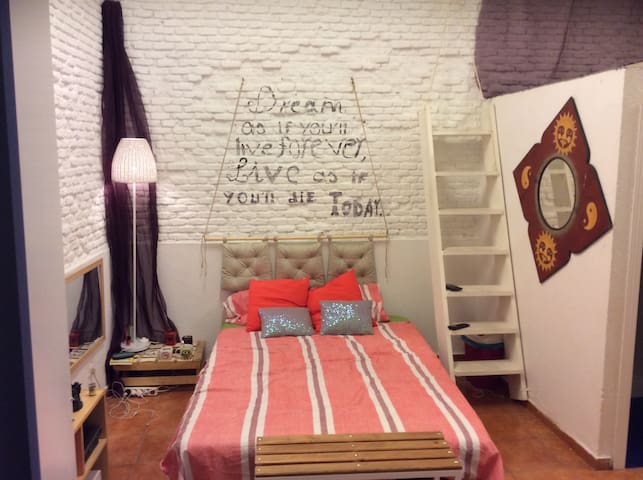 Dream
as if you'll
live forever,
Live as if
you'll die TODAY.